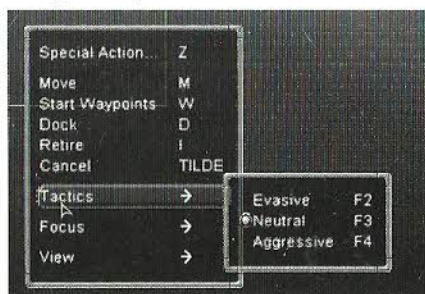 Special Action... Z
Move M
Start Waypoints W
Dock D
Retire I
Cancel TILDE
Tactics →
Focus →
View →
Evasive F2
Neutral F3
Aggressive F4